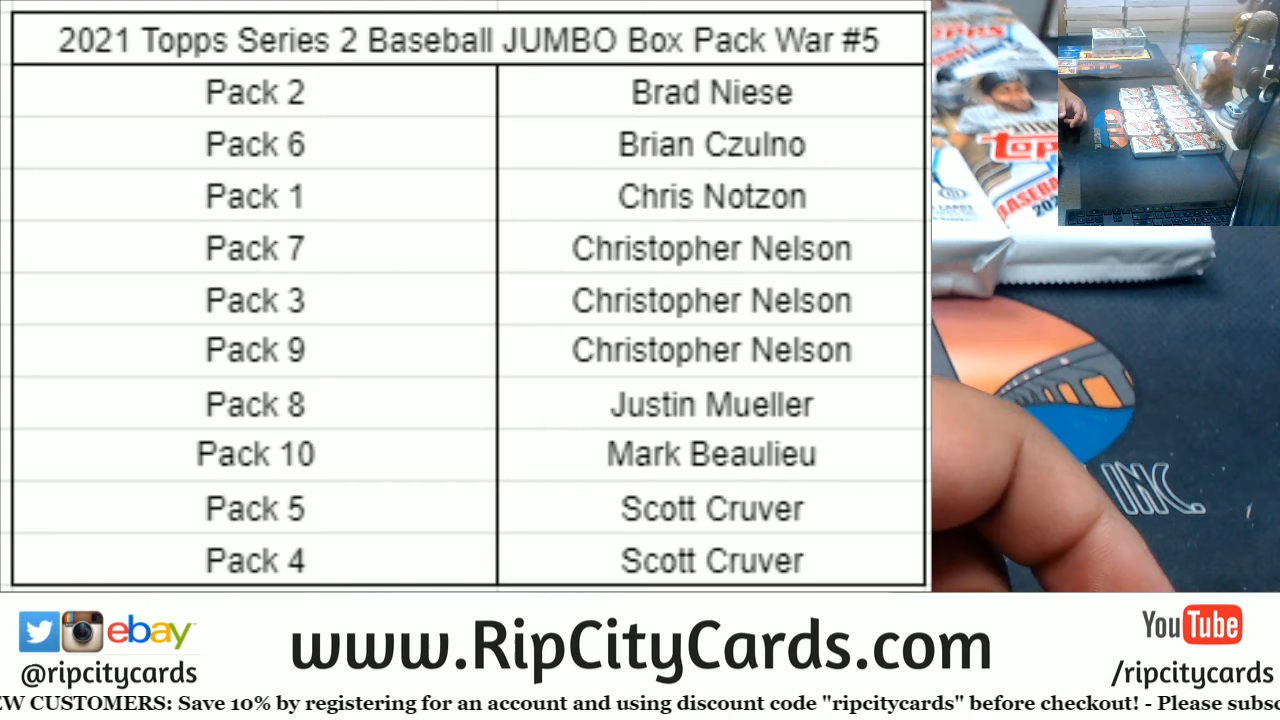 2021 Topps Series 2 Baseball JUMBO Box Pack War #5
Pack 2 Brad Niese
Pack 6 Brian Czulno
Pack 1 Chris Notzon
Pack 7 Christopher Nelson
Pack 3 Christopher Nelson
Pack 9 Christopher Nelson
Pack 8 Justin Mueller
Pack 10 Mark Beaulieu
Pack 5 Scott Cruver
Pack 4 Scott Cruver
TOPPS
BASEBALL
INC.
ebay
@ripcitycards
www.RipCityCards.com
YouTube
/ripcitycards
EW CUSTOMERS: Save 10% by registering for an account and using discount code "ripcitycards" before checkout! - Please subsc